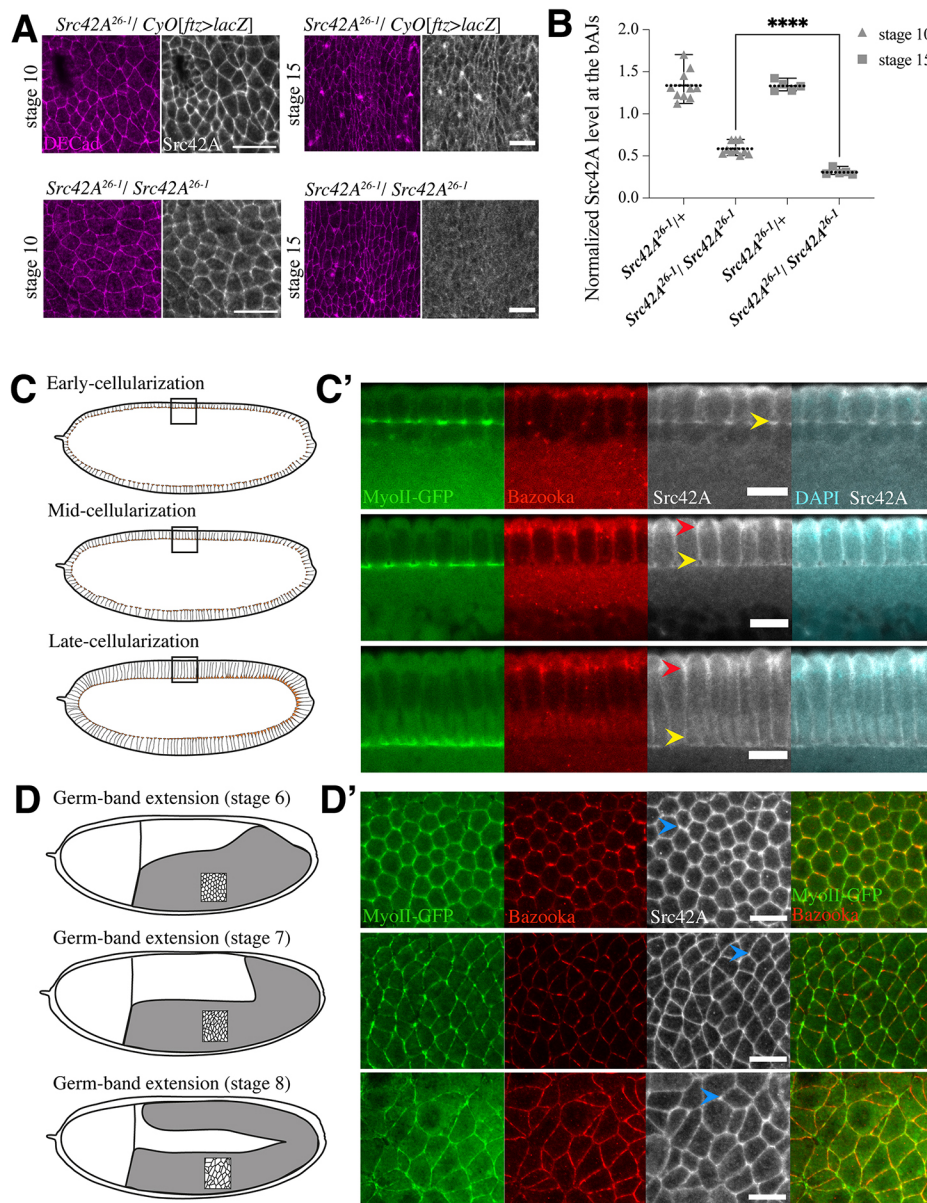 A
Src42A26-1/ CyO[ftz>lacZ]
Src42A26-1/ CyO[ftz>lacZ]
stage 10
DECad
Src42A
stage 15
Src42A26-1/ Src42A26-1
Src42A26-1/ Src42A26-1
stage 10
stage 15
B
Normalized Src42A level at the bAJs
2.0
1.5
1.0
0.5
0.0
****
stage 10
stage 15
Src42A26-1/+
Src42A26-1/ Src42A26-1
Src42A26-1/+
Src42A26-1/ Src42A26-1
C
Early-cellularization
Mid-cellularization
Late-cellularization
C'
MyoII-GFP
Bazooka
Src42A
DAPI Src42A
D
Germ-band extension (stage 6)
Germ-band extension (stage 7)
Germ-band extension (stage 8)
D'
MyoII-GFP
Bazooka
Src42A
MyoII-GFP
Bazooka